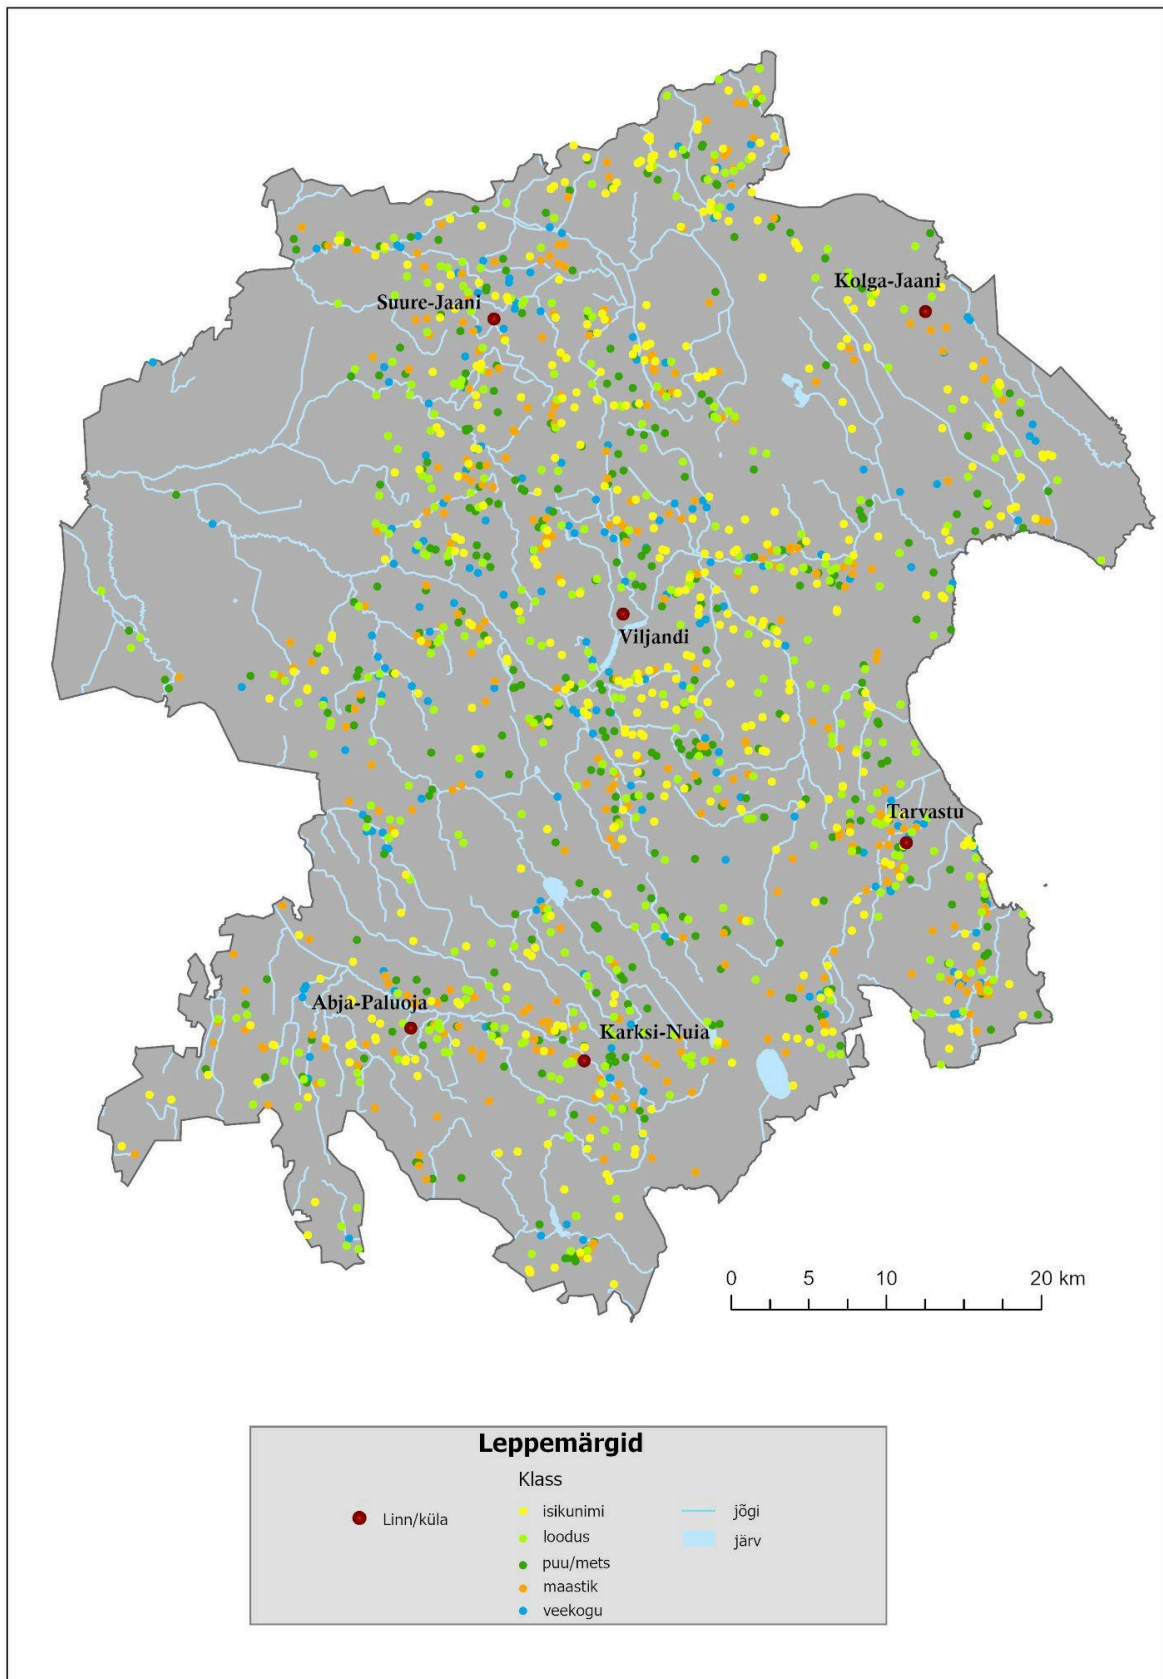 Kolga-Jaani
Suure-Jaani
Viljandi
Tarvastu
Abja-Paluoja
Karksi-Nuia
0 5 10 20 km
Leppemärgid
Klass
Linn/küla
isikunimi
loodus
puu/mets
maastik
veekogu
jõgi
järv